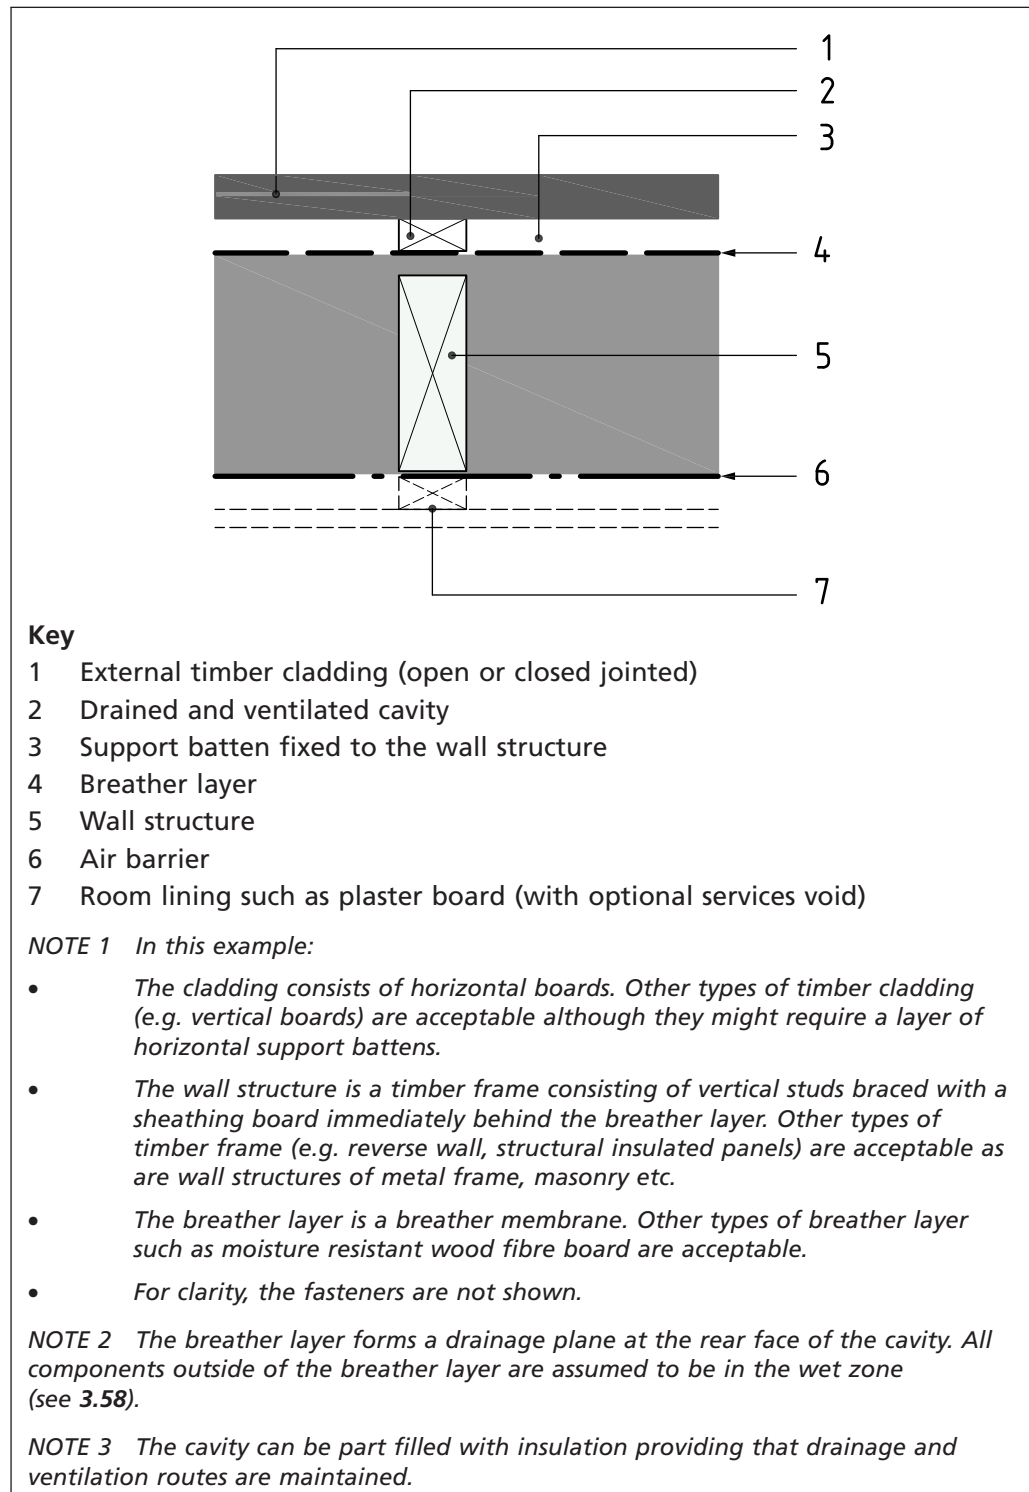 1
2
3
4
5
6
7
Key
1 External timber cladding (open or closed jointed)
2 Drained and ventilated cavity
3 Support batten fixed to the wall structure
4 Breather layer
5 Wall structure
6 Air barrier
7 Room lining such as plaster board (with optional services void)
NOTE 1 In this example:
• The cladding consists of horizontal boards. Other types of timber cladding
(e.g. vertical boards) are acceptable although they might require a layer of
horizontal support battens.
• The wall structure is a timber frame consisting of vertical studs braced with a
sheathing board immediately behind the breather layer. Other types of
timber frame (e.g. reverse wall, structural insulated panels) are acceptable as
are wall structures of metal frame, masonry etc.
• The breather layer is a breather membrane. Other types of breather layer
such as moisture resistant wood fibre board are acceptable.
• For clarity, the fasteners are not shown.
NOTE 2 The breather layer forms a drainage plane at the rear face of the cavity. All
components outside of the breather layer are assumed to be in the wet zone
(see 3.58).
NOTE 3 The cavity can be part filled with insulation providing that drainage and
ventilation routes are maintained.